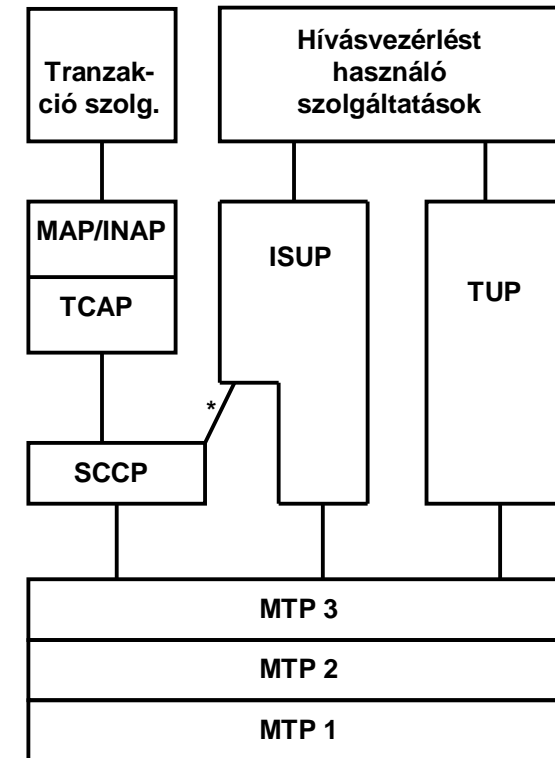 Tranzak-
ció szolg.
Hívásvezérlést
használó
szolgáltatások
MAP/INAP
TCAP
ISUP
TUP
*
SCCP
MTP 3
MTP 2
MTP 1